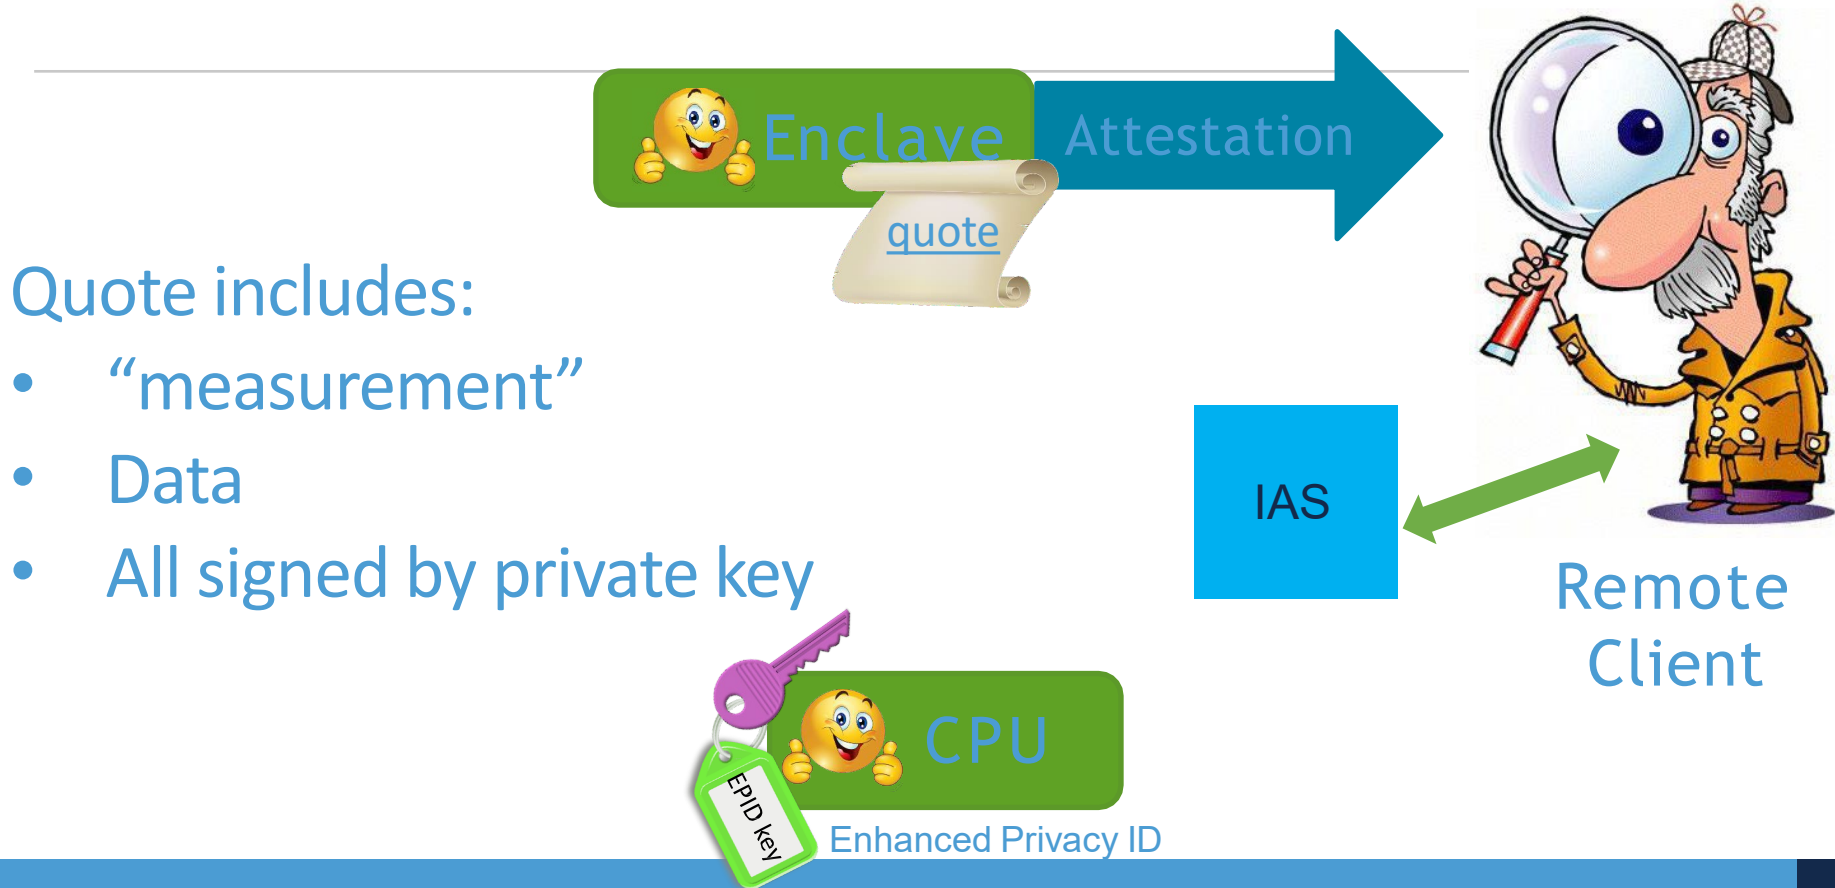 Enclave
Attestation
quote
Quote includes:
• “measurement”
• Data
• All signed by private key
IAS
Remote
Client
CPU
EPID key
Enhanced Privacy ID